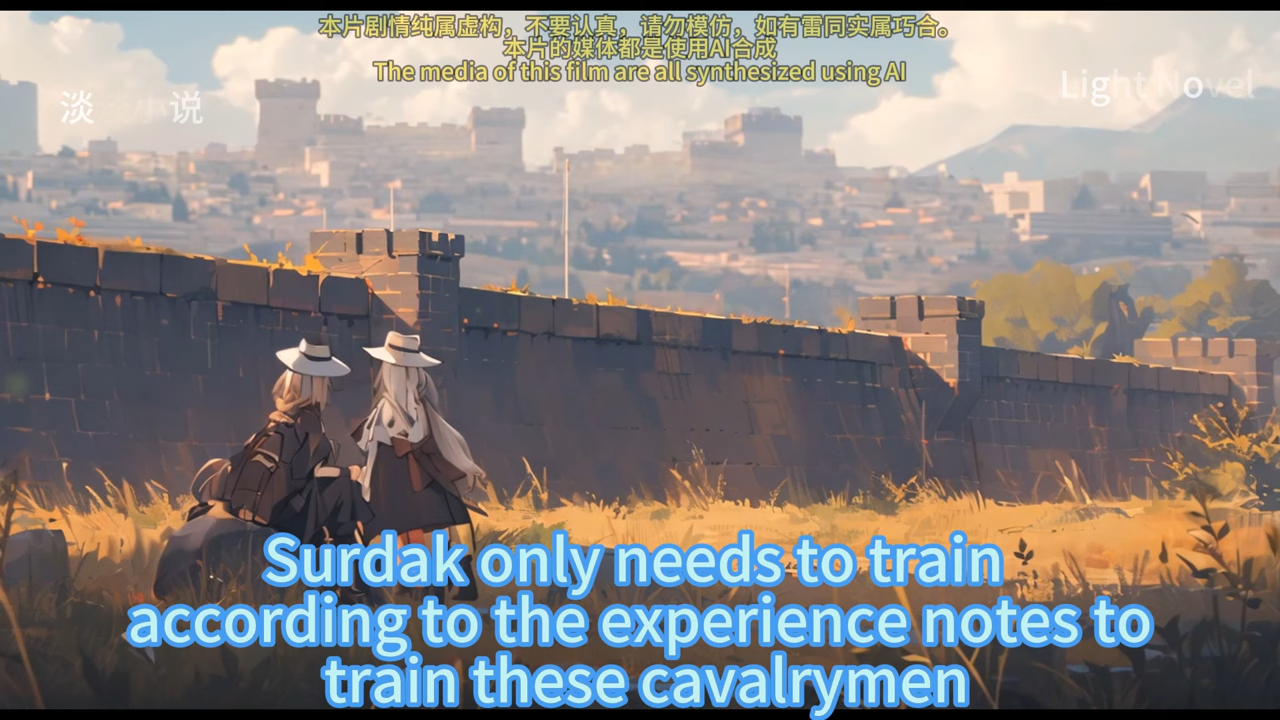 本片剧情纯属虚构，不要认真，请勿模仿，如有雷同实属巧合。
本片的媒体都是使用AI合成
The media of this film are all synthesized using AI
淡淡小说
Light Novel
Surdak only needs to train
according to the experience notes to
train these cavalrymen